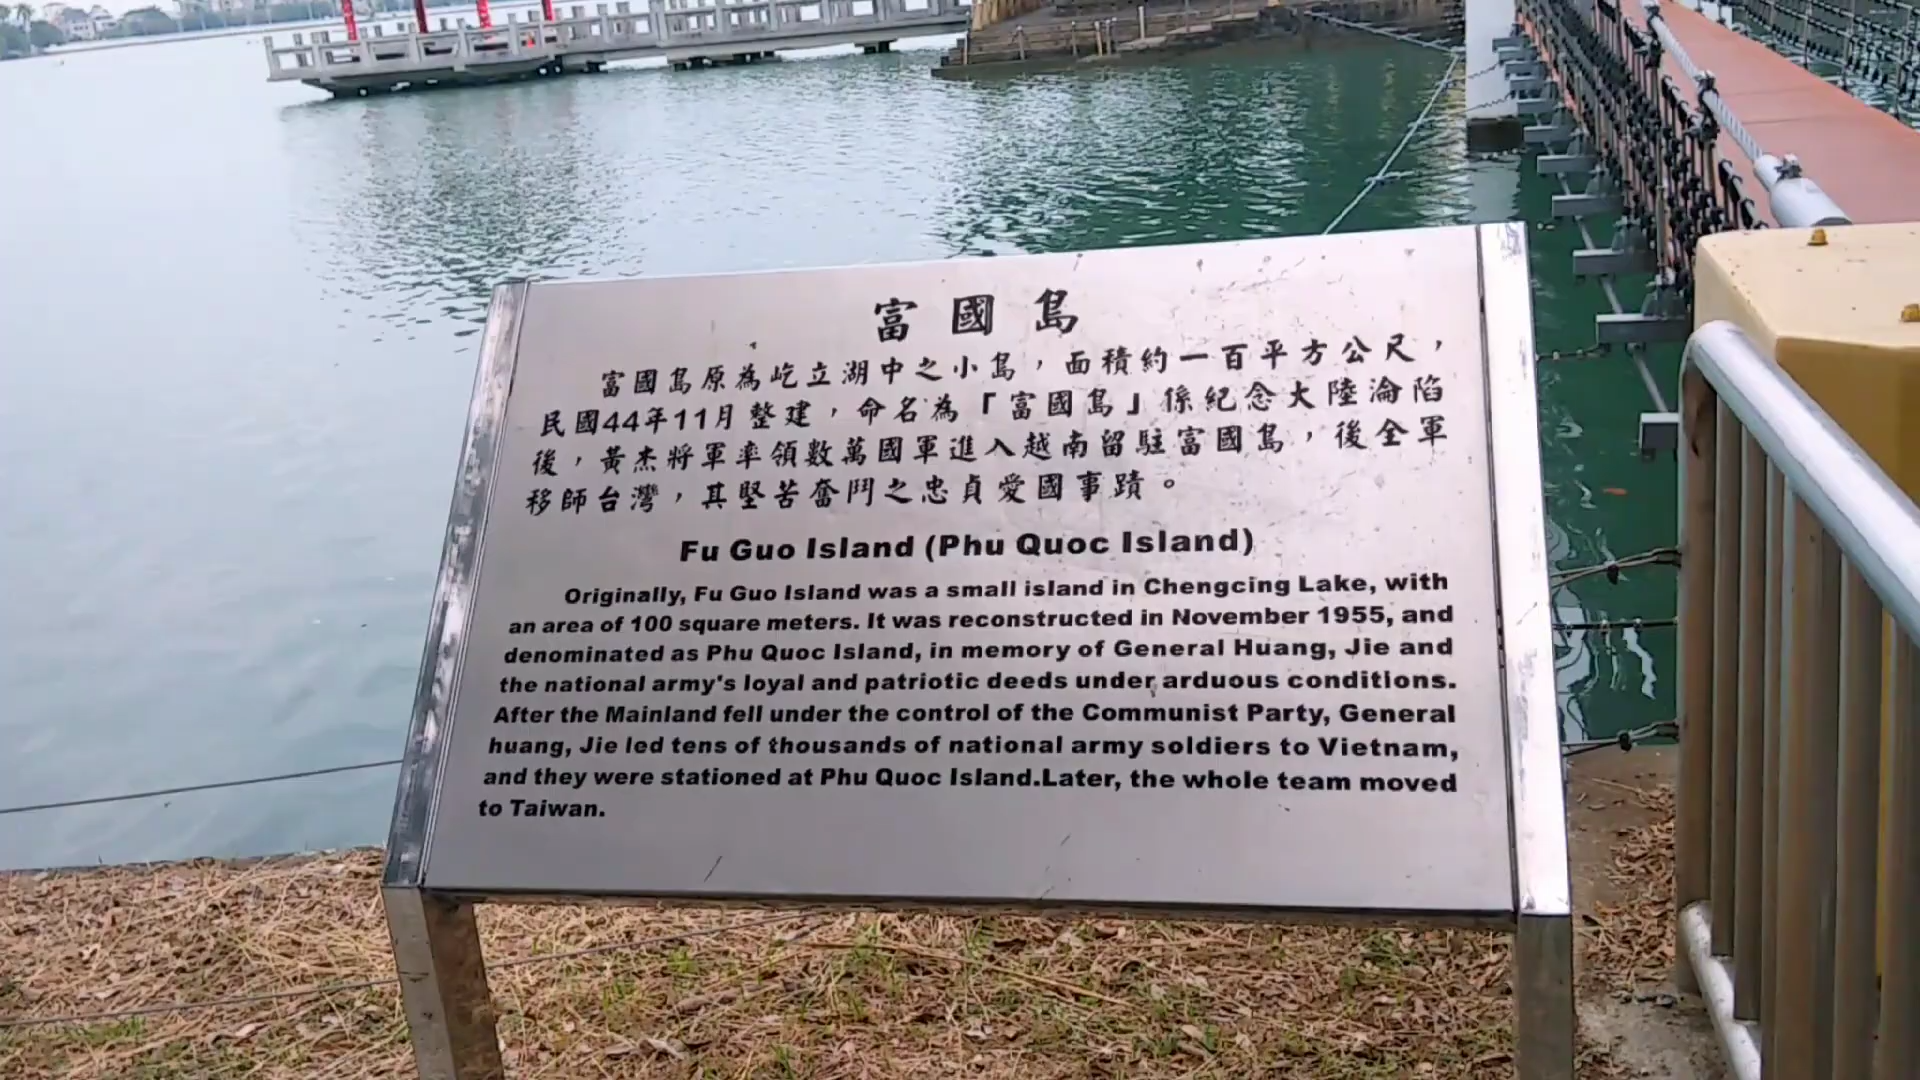 富國島
富國島原為屹立湖中之小島，面積約一百平方公尺，
民國44年11月整建，命名為「富國島」係紀念大陸淪陷
後，黃杰將軍率領數萬國軍進入越南留駐富國島，後全軍
移師台灣，其堅苦奮鬥之忠貞愛國事蹟。
Fu Guo Island (Phu Quoc Island)
Originally, Fu Guo Island was a small island in Chengcing Lake, with
an area of 100 square meters. It was reconstructed in November 1955, and
denominated as Phu Quoc Island, in memory of General Huang, Jie and
the national army's loyal and patriotic deeds under arduous conditions.
After the Mainland fell under the control of the Communist Party, General
huang, Jie led tens of thousands of national army soldiers to Vietnam,
and they were stationed at Phu Quoc Island.Later, the whole team moved
to Taiwan.